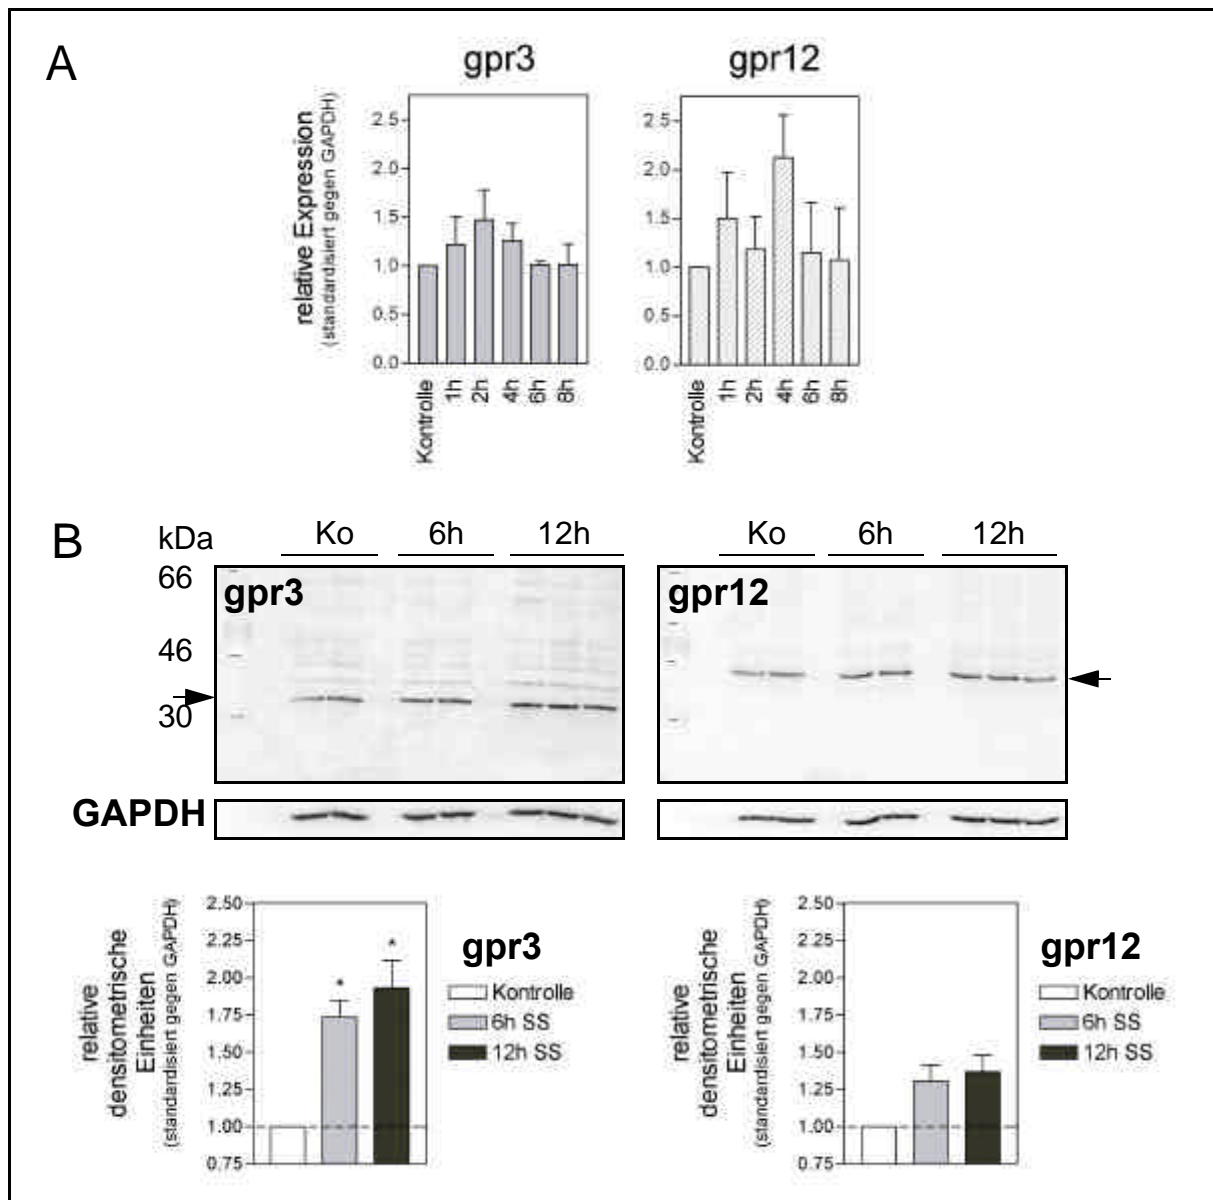 A
gpr3
gpr12
relative Expression
(standardisiert gegen GAPDH)
2.5
2.0
1.5
1.0
0.5
0.0
2.5
2.0
1.5
1.0
0.5
0.0
Kontrolle
1h
2h
4h
6h
8h
Kontrolle
1h
2h
4h
6h
8h
B
kDa
Ko
6h
12h
Ko
6h
12h
66
46
30
gpr3
gpr12
GAPDH
relative
densitometrische
Einheiten
(standardisiert gegen GAPDH)
2.50
2.25
2.00
1.75
1.50
1.25
1.00
0.75
*
*
gpr3
Kontrolle
6h SS
12h SS
relative
densitometrische
Einheiten
(standardisiert gegen GAPDH)
2.50
2.25
2.00
1.75
1.50
1.25
1.00
0.75
gpr12
Kontrolle
6h SS
12h SS